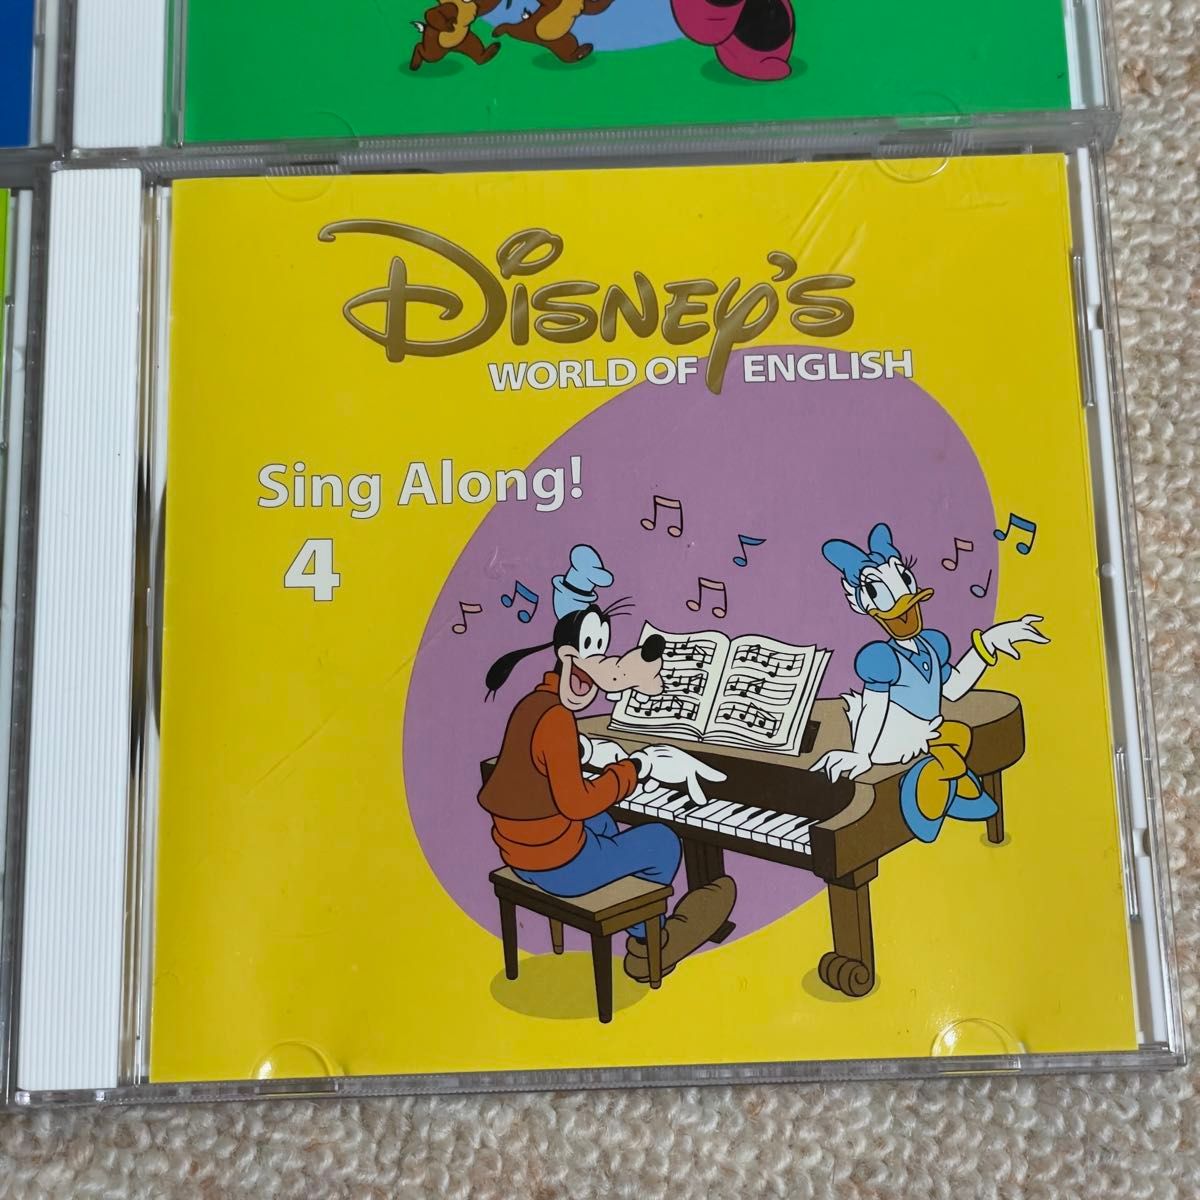 Disney's
WORLD OF ENGLISH
Sing Along!
4